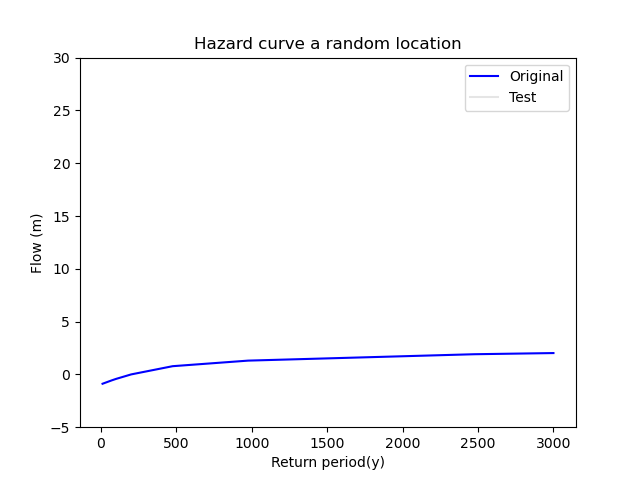 Hazard curve a random location
Original
Test
30
25
20
15
10
5
0
−5
Flow (m)
0 500 1000 1500 2000 2500 3000
Return period(y)